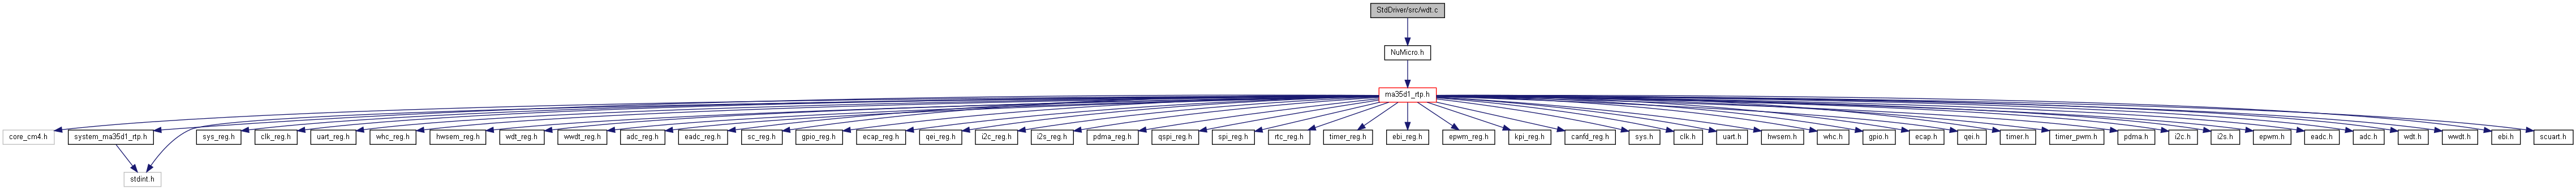 StdDriver/src/wdt.c
NuMicro.h
ma35d1_rtp.h
core_cm4.h
system_ma35d1_rtp.h
sys_reg.h
clk_reg.h
uart_reg.h
whc_reg.h
hwsem_reg.h
wdt_reg.h
wwdt_reg.h
adc_reg.h
eadc_reg.h
sc_reg.h
gpio_reg.h
ecap_reg.h
qei_reg.h
i2c_reg.h
i2s_reg.h
pdma_reg.h
qspi_reg.h
spi_reg.h
rtc_reg.h
timer_reg.h
ebi_reg.h
epwm_reg.h
kpi_reg.h
canfd_reg.h
sys.h
clk.h
uart.h
hwsem.h
whc.h
gpio.h
ecap.h
qei.h
timer.h
timer_pwm.h
pdma.h
i2c.h
i2s.h
epwm.h
eadc.h
adc.h
wdt.h
wwdt.h
ebi.h
scuart.h
stdint.h